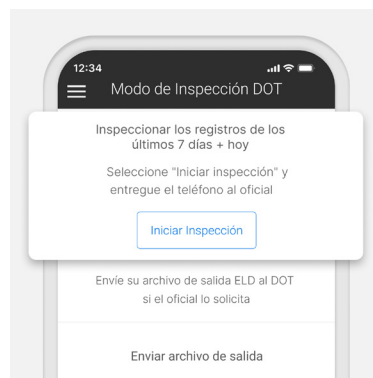 12:34
Modo de Inspección DOT
Inspeccionar los registros de los
últimos 7 días + hoy
Seleccione "Iniciar inspección" y
entregue el teléfono al oficial
Iniciar Inspección
Envíe su archivo de salida ELD al DOT
si el oficial lo solicita
Enviar archivo de salida